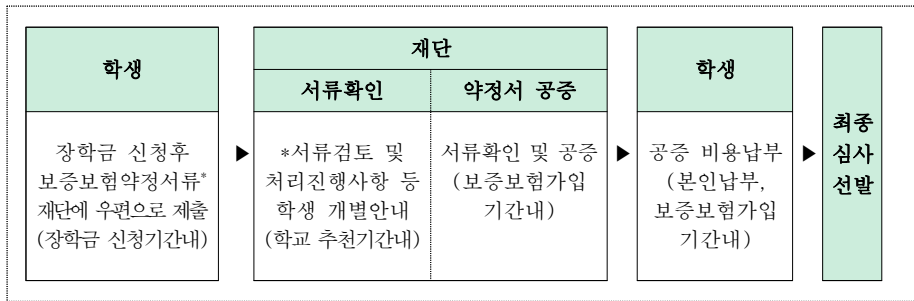 학생
장학금 신청후
보증보험약정서류*
재단에 우편으로 제출
(장학금 신청기간내)
▶
재단
서류확인
*서류검토 및
처리진행사항 등
학생 개별안내
(학교 추천기간내)
약정서 공증
서류확인 및 공증
(보증보험가입
기간내)
▶
학생
공증 비용납부
(본인납부,
보증보험가입
기간내)
▶
최종
심사
선발